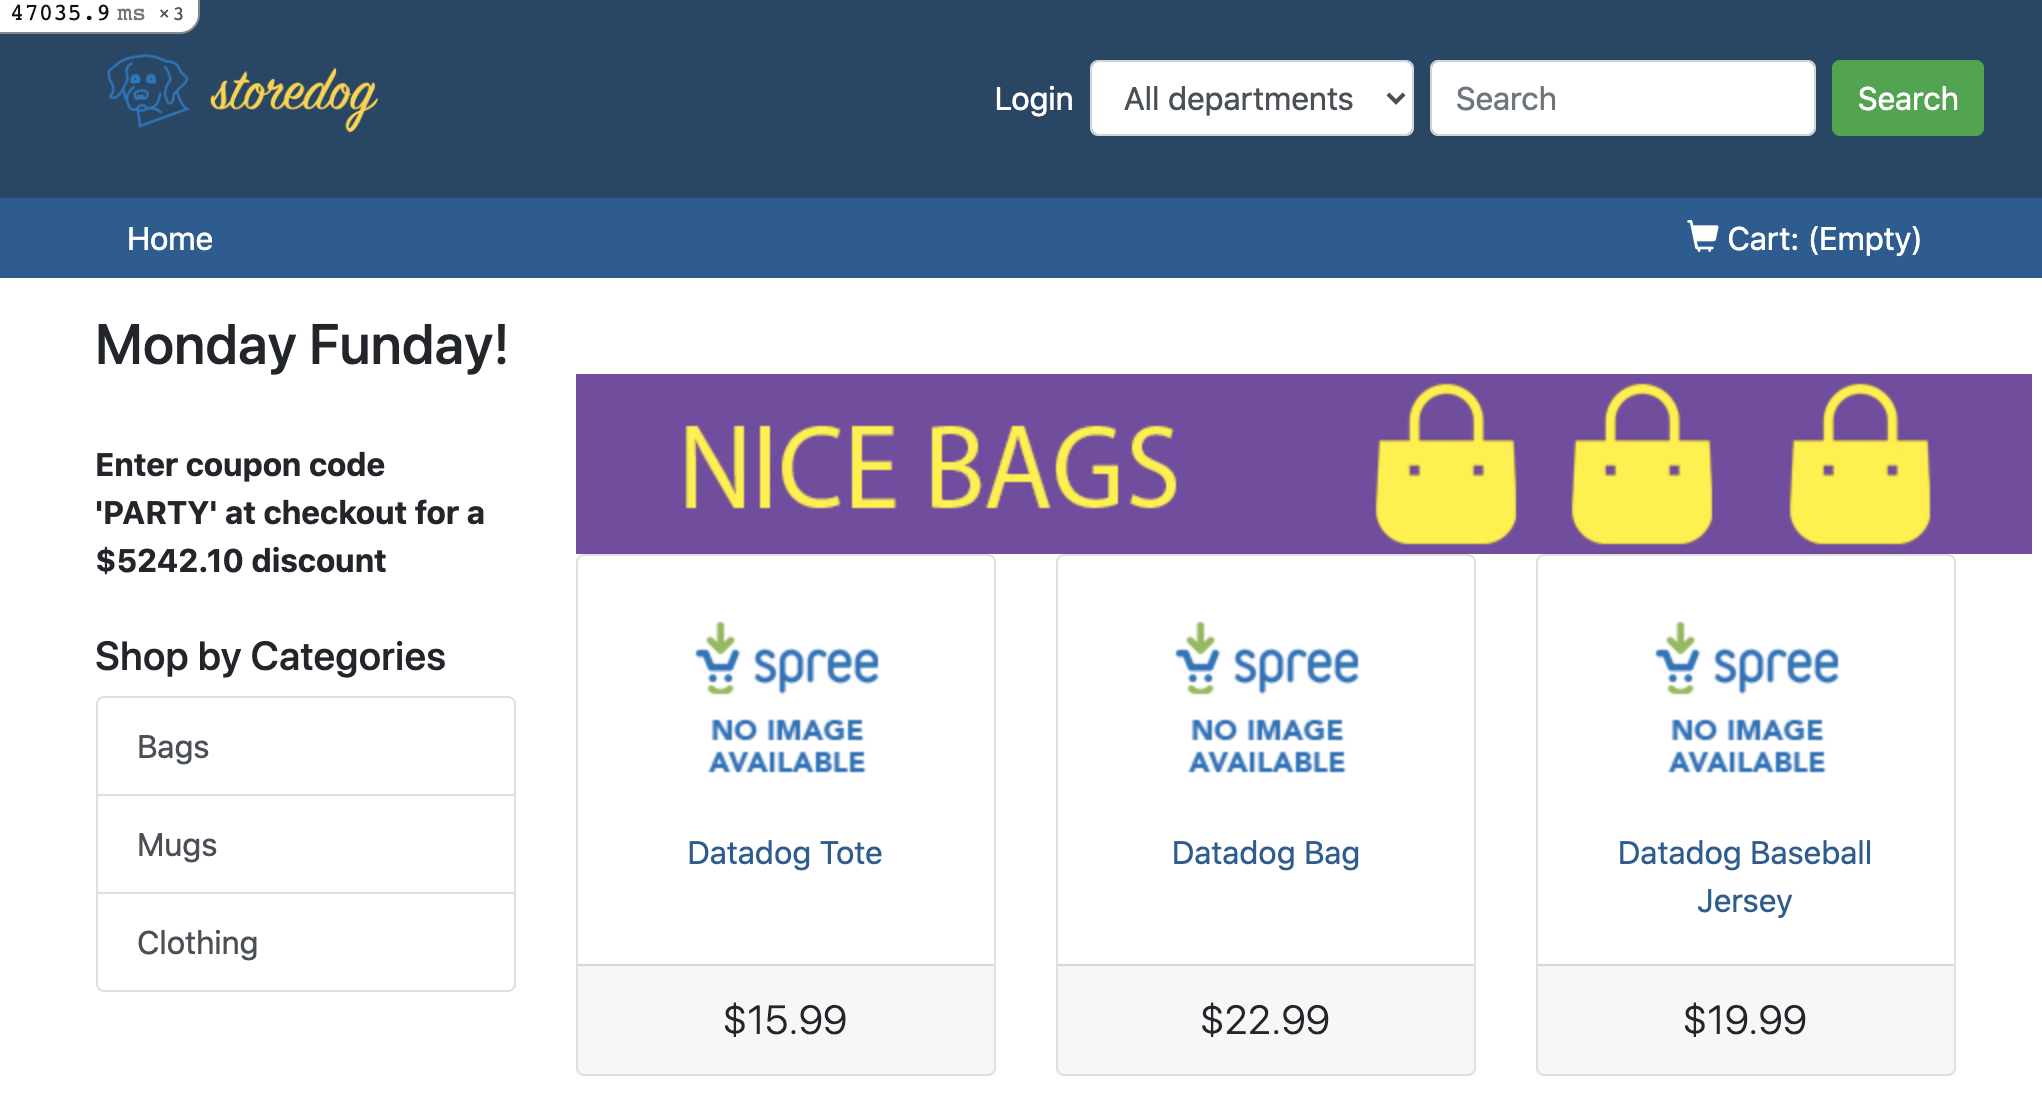 47035.9 ms ×3
storedog
Login
All departments
Search
Search
Home
Cart: (Empty)
Monday Funday!
Enter coupon code
'PARTY' at checkout for a
$5242.10 discount
Shop by Categories
Bags
Mugs
Clothing
NICE BAGS
spree
NO IMAGE
AVAILABLE
Datadog Tote
$15.99
spree
NO IMAGE
AVAILABLE
Datadog Bag
$22.99
spree
NO IMAGE
AVAILABLE
Datadog Baseball
Jersey
$19.99